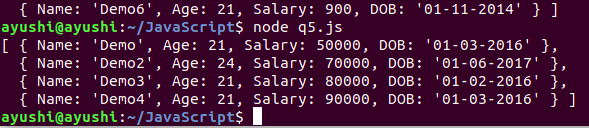 { Name: 'Demo6', Age: 21, Salary: 900, DOB: '01-11-2014' } ]
ayushi@ayushi:~/JavaScript$ node q5.js
[ { Name: 'Demo', Age: 21, Salary: 50000, DOB: '01-03-2016' },
{ Name: 'Demo2', Age: 24, Salary: 70000, DOB: '01-06-2017' },
{ Name: 'Demo3', Age: 21, Salary: 80000, DOB: '01-02-2016' },
{ Name: 'Demo4', Age: 21, Salary: 90000, DOB: '01-03-2016' } ]
ayushi@ayushi:~/JavaScript$